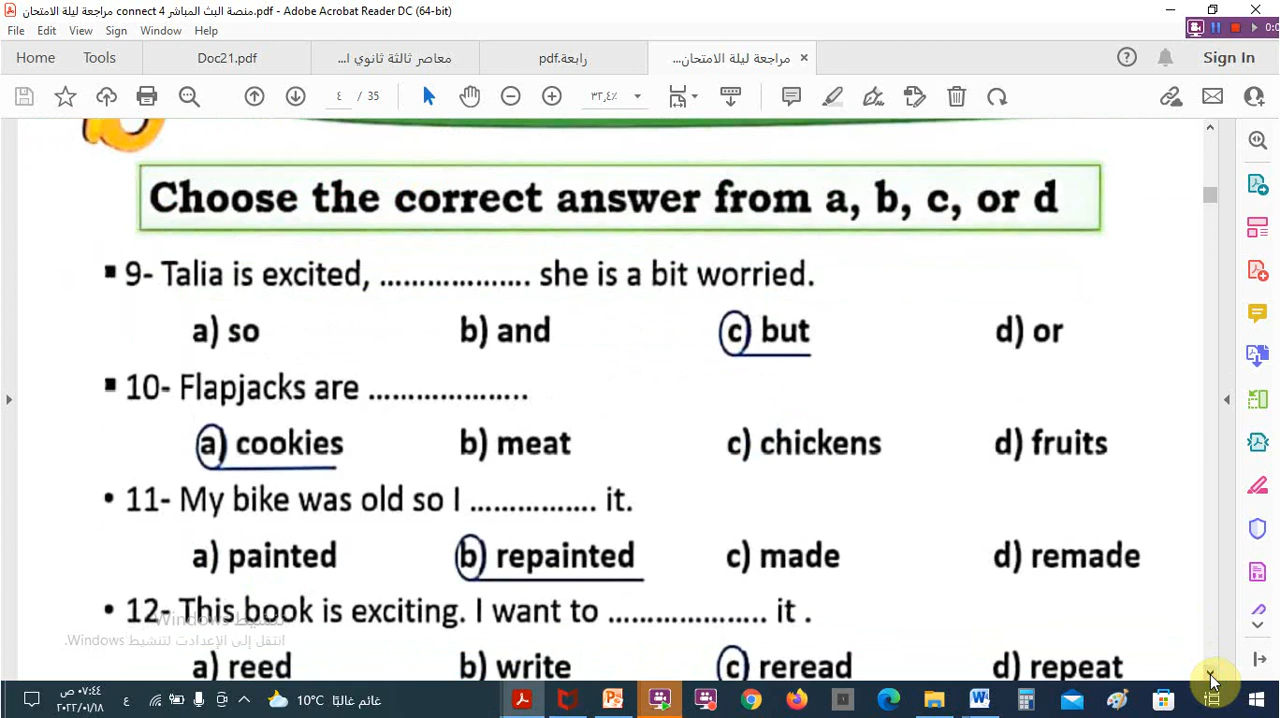 منصة البث المباشر connect 4 مراجعة ليلة الامتحان.pdf - Adobe Acrobat Reader DC (64-bit)
File Edit View Sign Window Help
Home Tools Doc21.pdf معاصر ثالثة ثانوي ا... رابعة.pdf مراجعة ليلة الامتحان... × Sign In
٤ / 35 ٣٣,٤٪
Choose the correct answer from a, b, c, or d
▪ 9- Talia is excited, ……………….. she is a bit worried.
a) so b) and c) but d) or
▪ 10- Flapjacks are ………………..
a) cookies b) meat c) chickens d) fruits
• 11- My bike was old so I ……………. it.
a) painted b) repainted c) made d) remade
• 12- This book is exciting. I want to ……………….. it .
تنشيط Windows
انتقل إلى الإعدادات لتنشيط Windows.
a) reed b) write c) reread d) repeat
٠٧:٤٤ ص
٢٠٢٢/٠١/١٨
ع
10°C غائم غالبًا